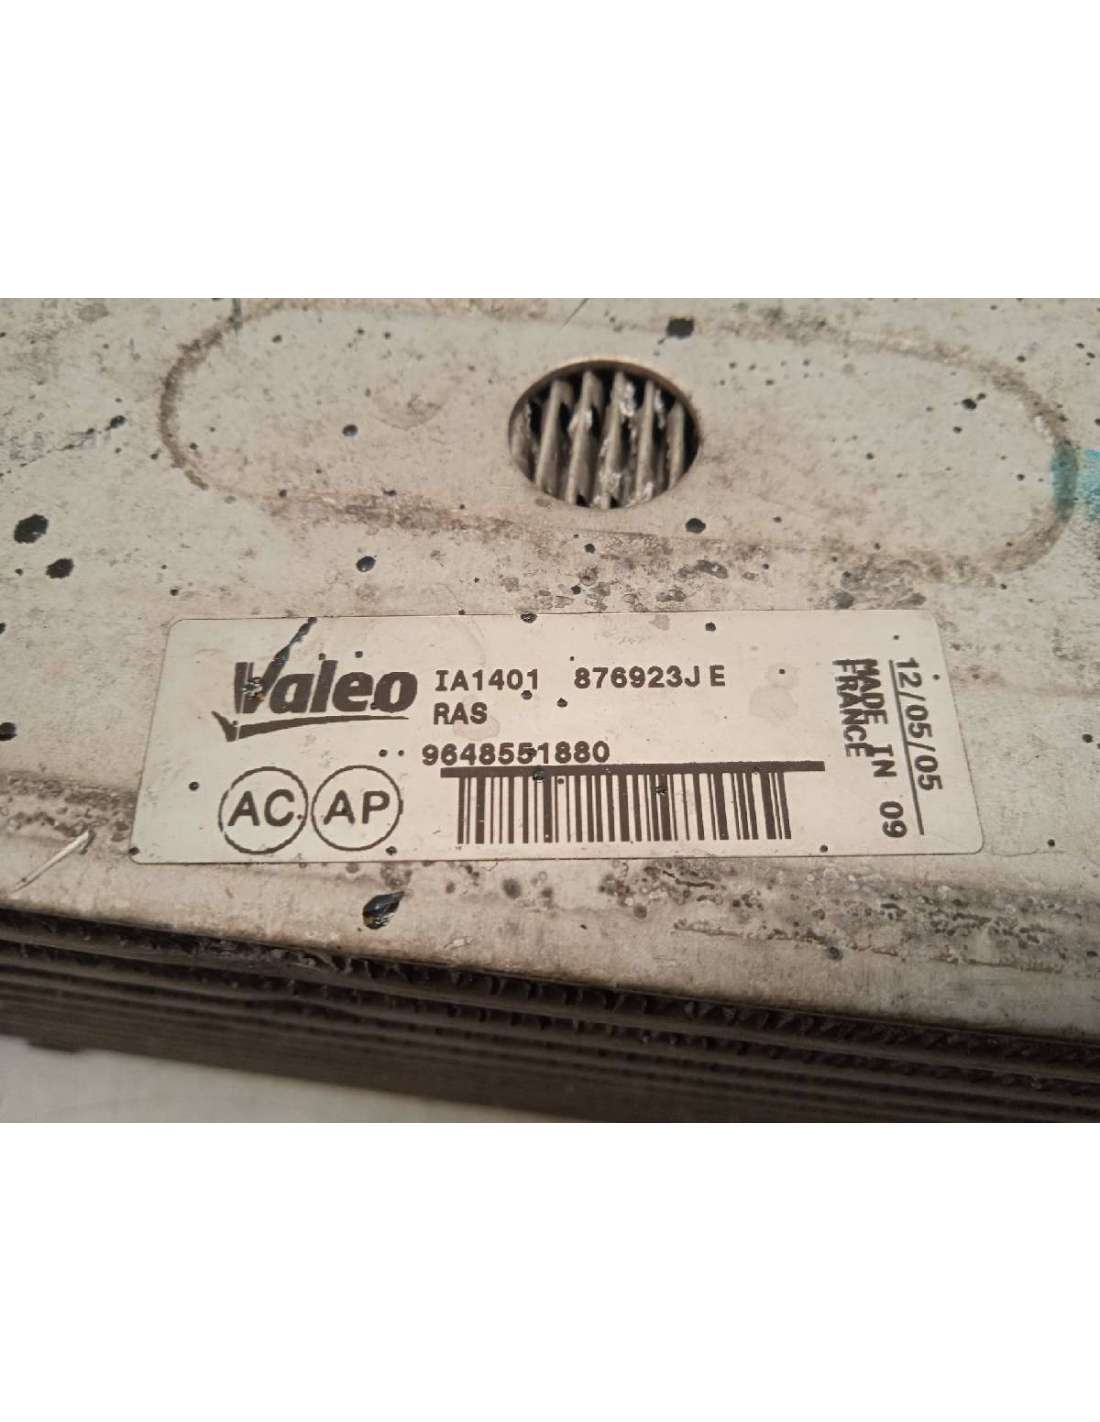 Valeo
IA1401 876923J E
RAS
9648551880
AC AP
12/05/05
MADE IN 09
FRANCE